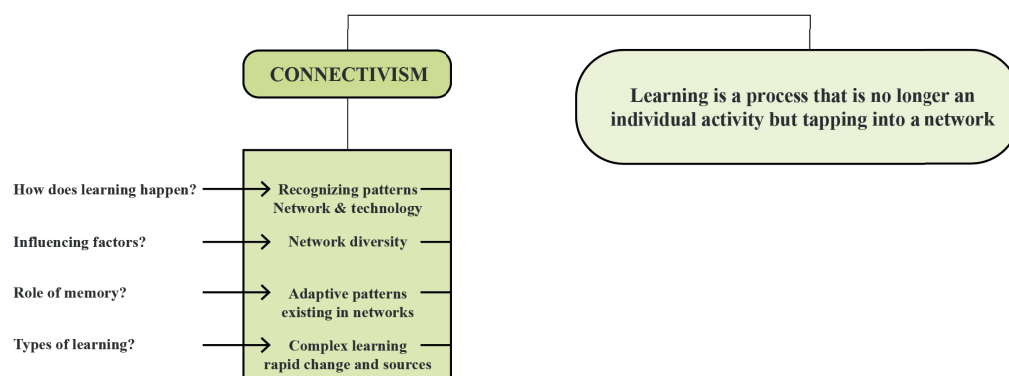 CONNECTIVISM
Learning is a process that is no longer an
individual activity but tapping into a network
How does learning happen?
Recognizing patterns
Network & technology
Influencing factors?
Network diversity
Role of memory?
Adaptive patterns
existing in networks
Types of learning?
Complex learning
rapid change and sources